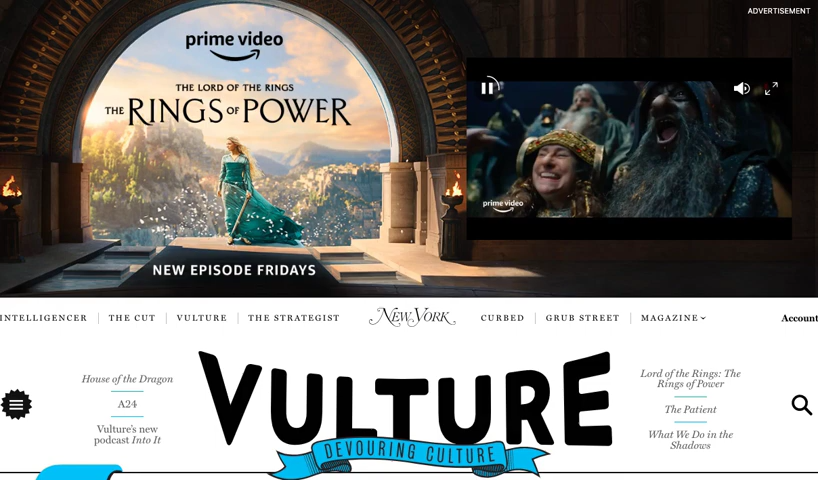 ADVERTISEMENT
prime video
THE LORD OF THE RINGS
THE RINGS OF POWER
prime video
NEW EPISODE FRIDAYS
INTELLIGENCER THE CUT VULTURE THE STRATEGIST NEW YORK CURBED GRUB STREET MAGAZINE Account
House of the Dragon
A24
Vulture's new
podcast Into It
VULTURE
DEVOURING CULTURE
Lord of the Rings: The
Rings of Power
The Patient
What We Do in the
Shadows